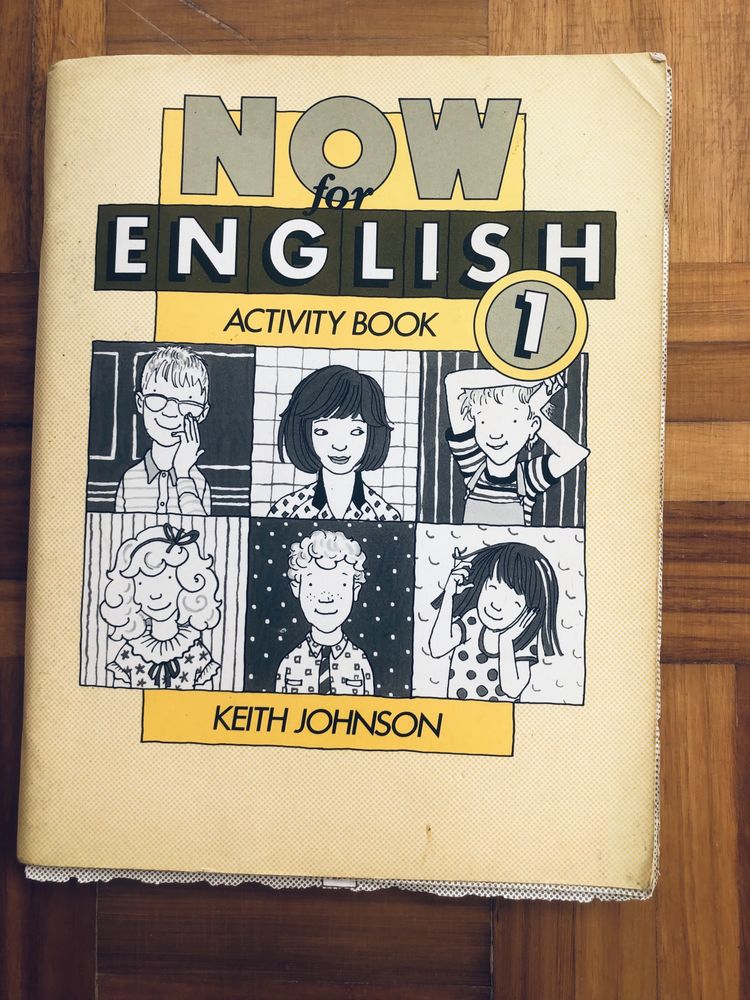 NOW
for
ENGLISH
1
ACTIVITY BOOK
KEITH JOHNSON